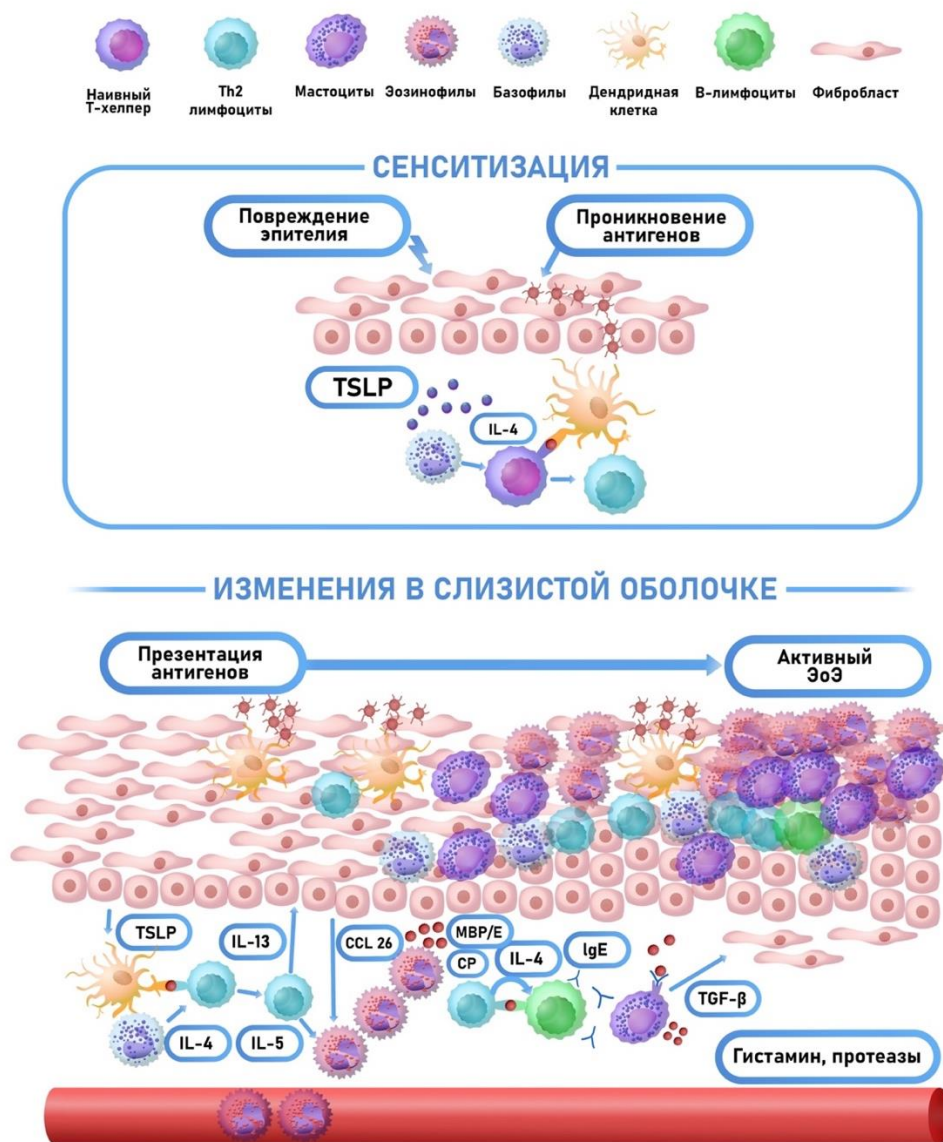 Наивный
Т-хелпер
Th2
лимфоциты
Мастоциты
Эозинофилы
Базофилы
Дендридная
клетка
В-лимфоциты
Фибробласт
СЕНСИТИЗАЦИЯ
Повреждение
эпителия
Проникновение
антигенов
TSLP
IL-4
ИЗМЕНЕНИЯ В СЛИЗИСТОЙ ОБОЛОЧКЕ
Презентация
антигенов
Активный
ЭоЭ
TSLP
IL-13
CCL 26
MBP/E
CP
IL-4
IgE
IL-4
IL-5
TGF-β
Гистамин, протеазы